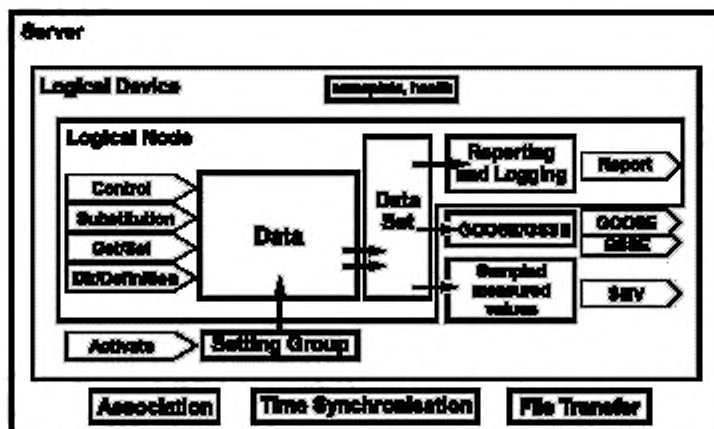 Server
Logical Device
nameplate, health
Logical Node
Control
Substitution
Get/Set
Dir/Definition
Data
Data
Set
Reporting
and Logging
Report
GOOSE/GSSE
GOOSE
GSSE
Sampled
measured
values
SMV
Activate
Setting Group
Association
Time Synchronisation
File Transfer